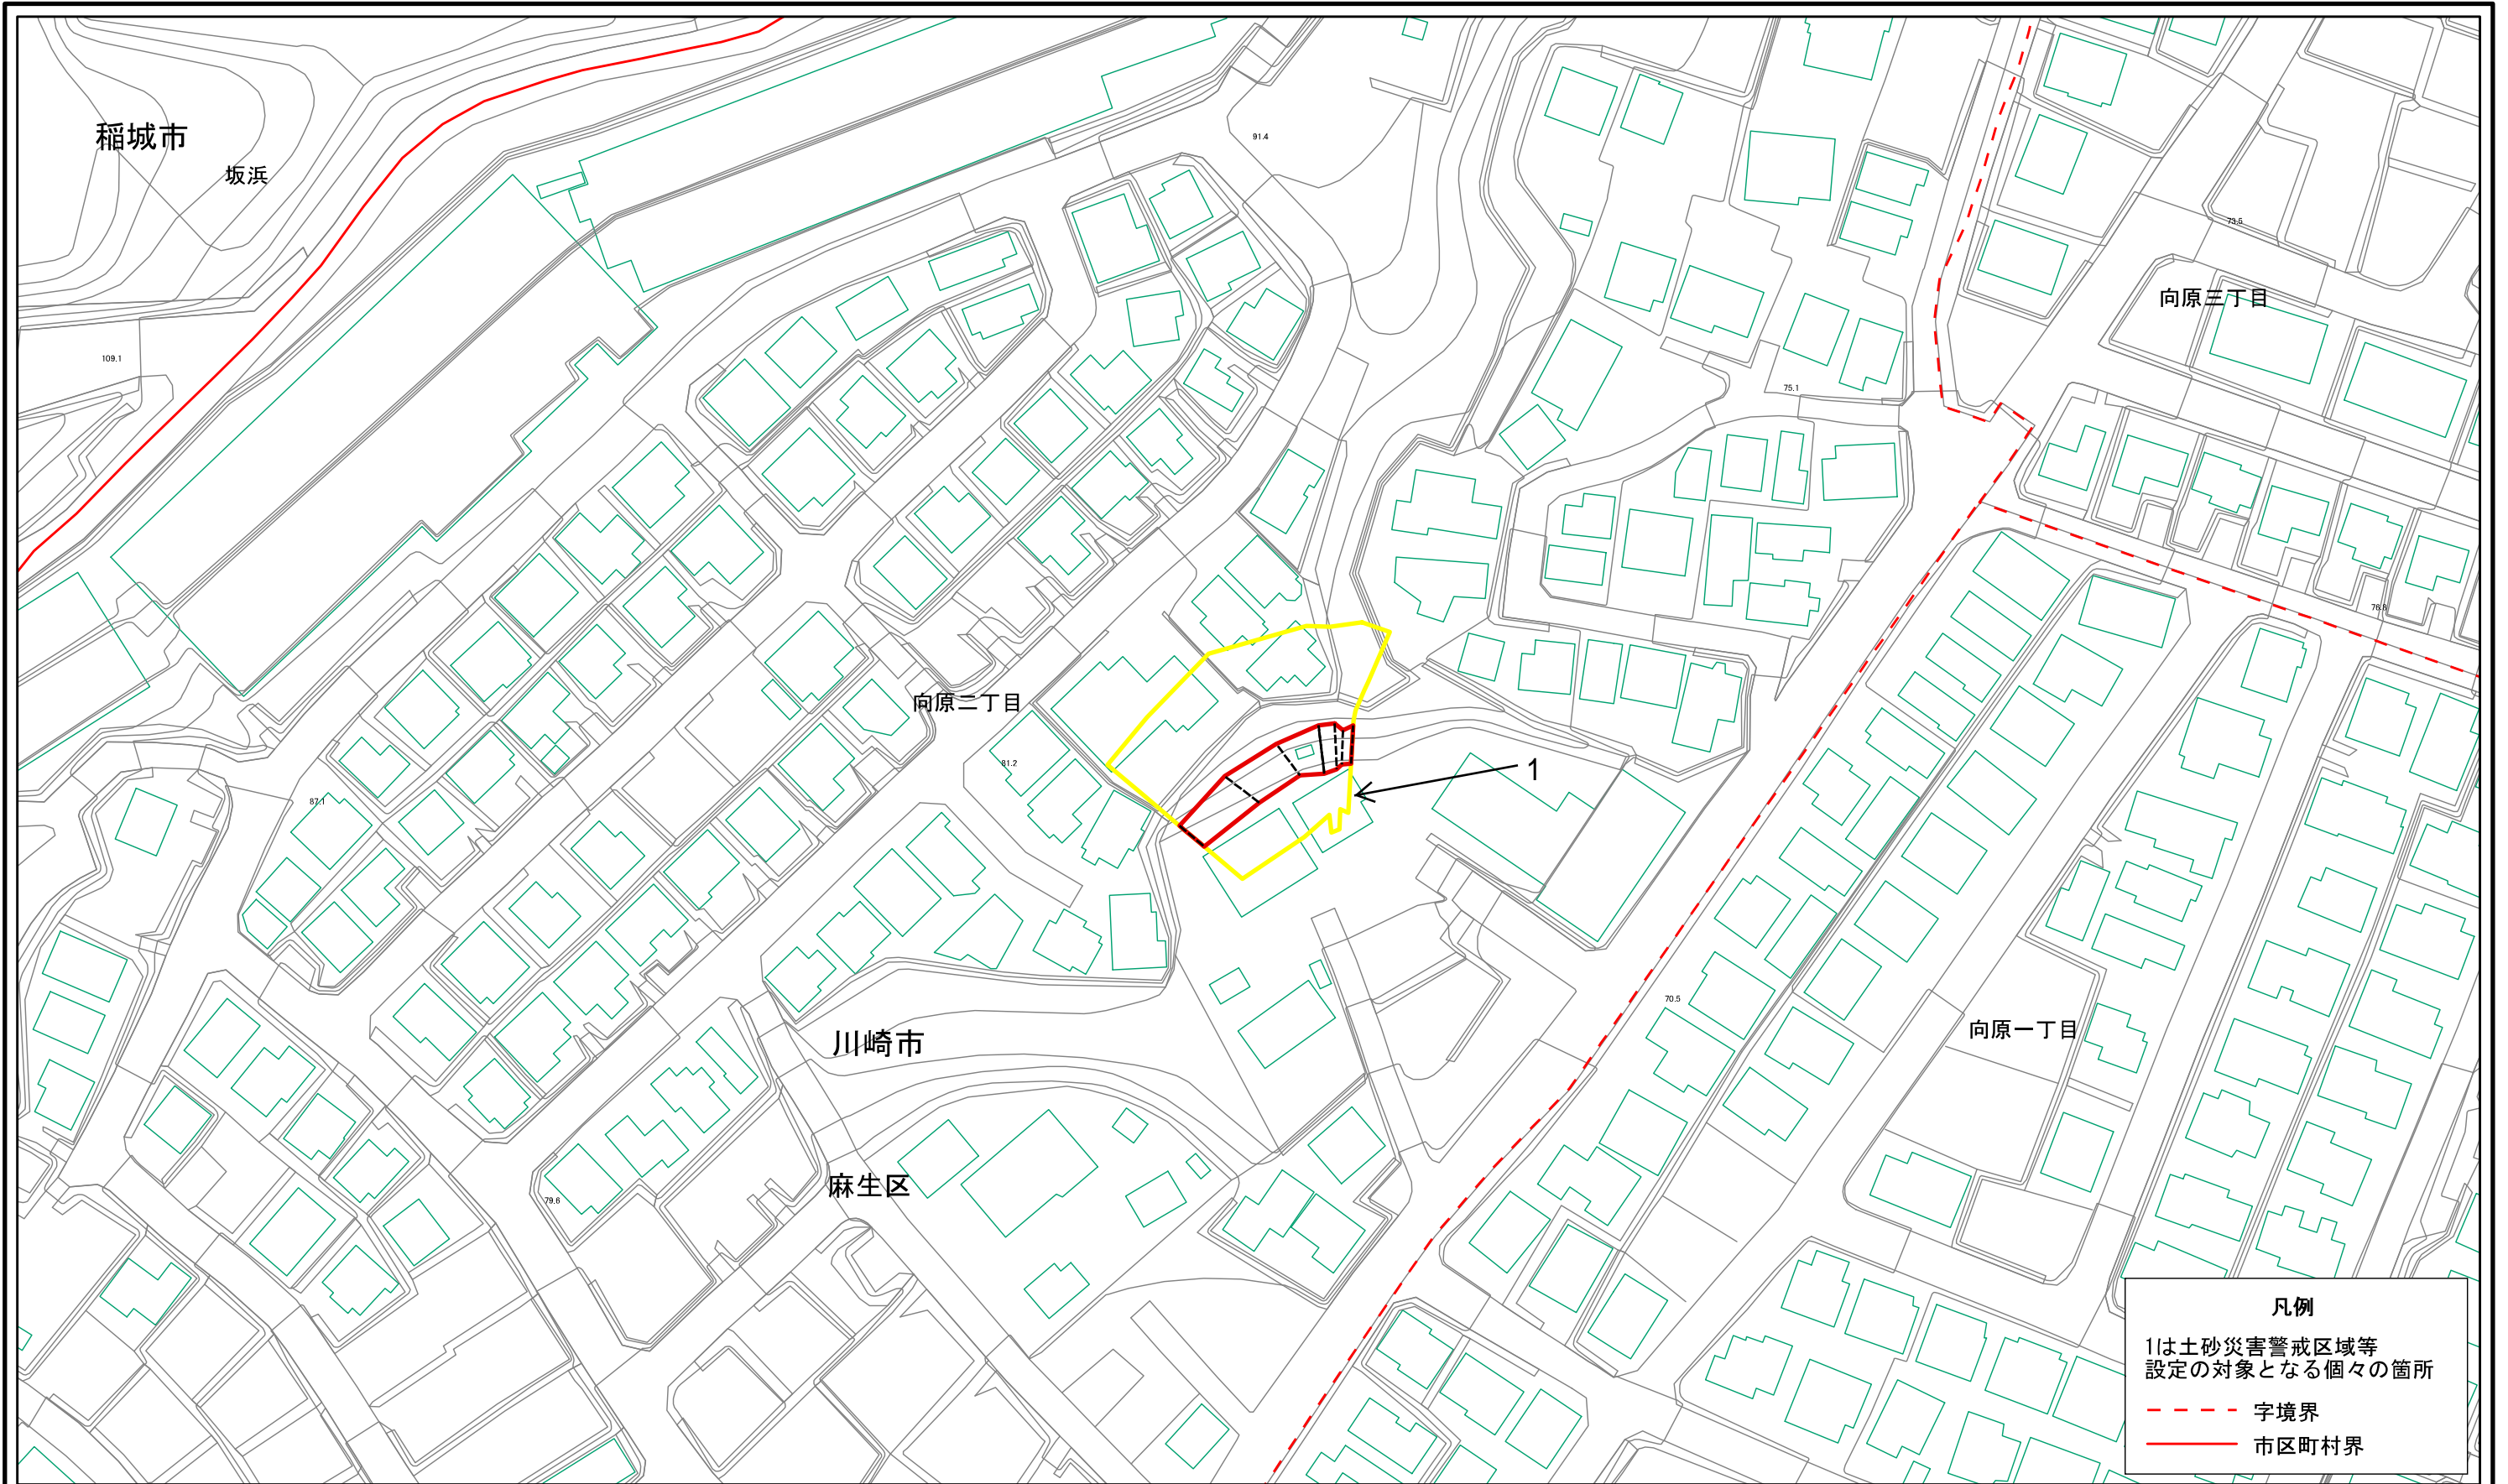 稲城市
坂浜
91.4
73.5
向原三丁目
109.1
75.1
76.8
向原二丁目
81.2
1
87.1
70.5
川崎市
向原一丁目
麻生区
79.6
凡例
1は土砂災害警戒区域等
設定の対象となる個々の箇所
字境界
市区町村界